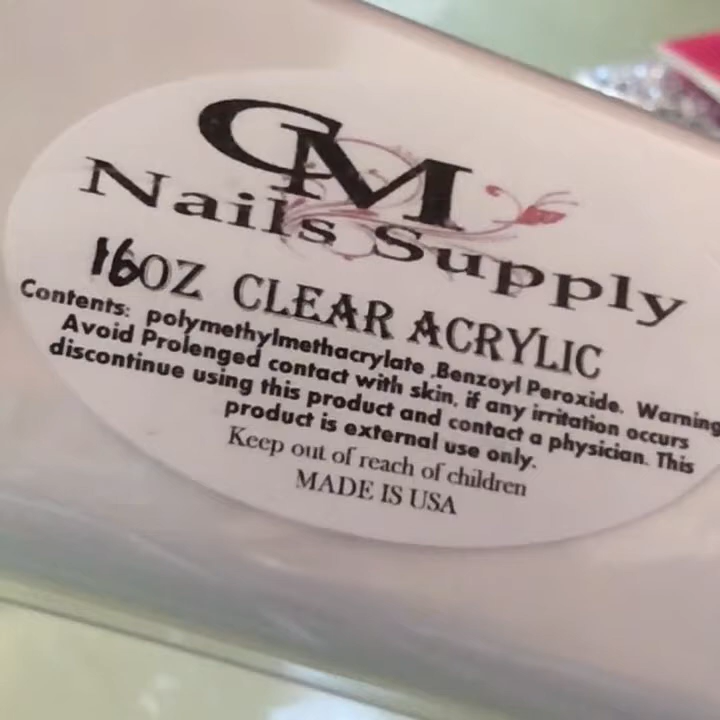 CM
Nails Supply
16OZ CLEAR ACRYLIC
Contents: polymethylmethacrylate ,Benzoyl Peroxide. Warning
Avoid Prolenged contact with skin, if any irritation occurs
discontinue using this product and contact a physician. This
product is external use only.
Keep out of reach of children
MADE IS USA